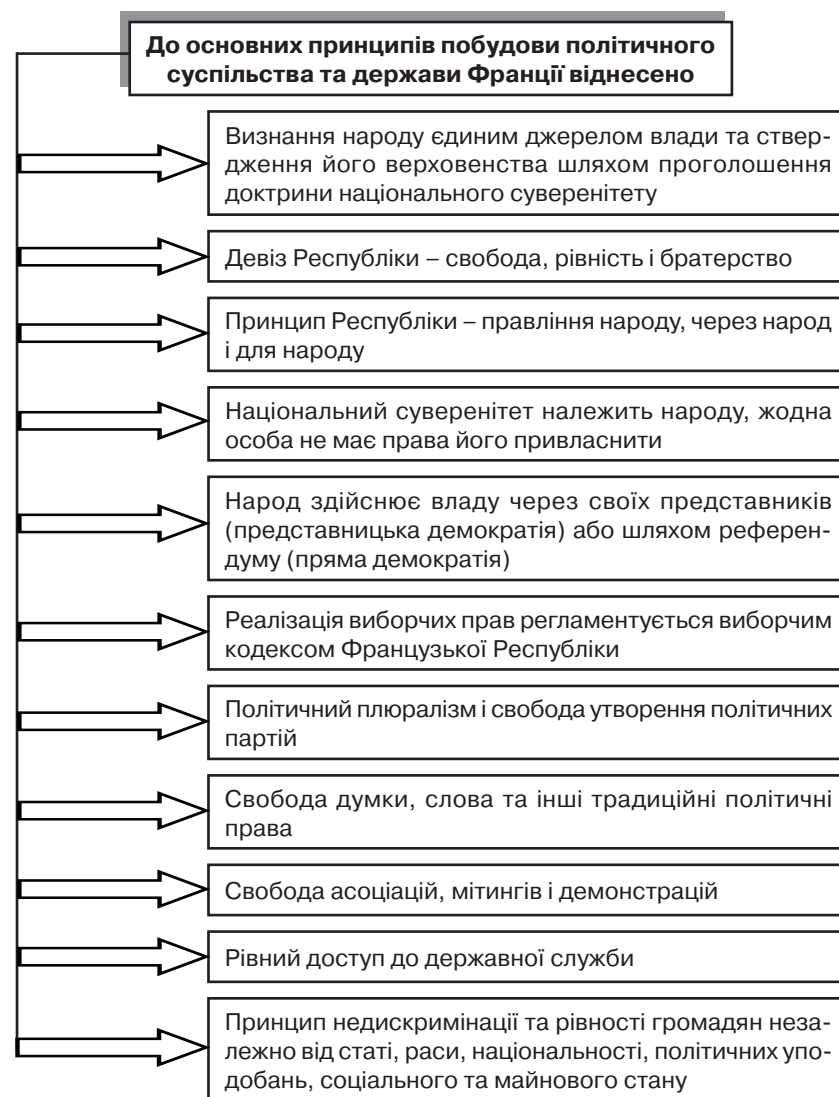 До основних принципів побудови політичного
суспільства та держави Франції віднесено
Визнання народу єдиним джерелом влади та ствер-
дження його верховенства шляхом проголошення
доктрини національного суверенітету
Девіз Республіки – свобода, рівність і братерство
Принцип Республіки – правління народу, через народ
і для народу
Національний суверенітет належить народу, жодна
особа не має права його привласнити
Народ здійснює владу через своїх представників
(представницька демократія) або шляхом референ-
думу (пряма демократія)
Реалізація виборчих прав регламентується виборчим
кодексом Французької Республіки
Політичний плюралізм і свобода утворення політичних
партій
Свобода думки, слова та інші традиційні політичні
права
Свобода асоціацій, мітингів і демонстрацій
Рівний доступ до державної служби
Принцип недискримінації та рівності громадян неза-
лежно від статі, раси, національності, політичних упо-
добань, соціального та майнового стану